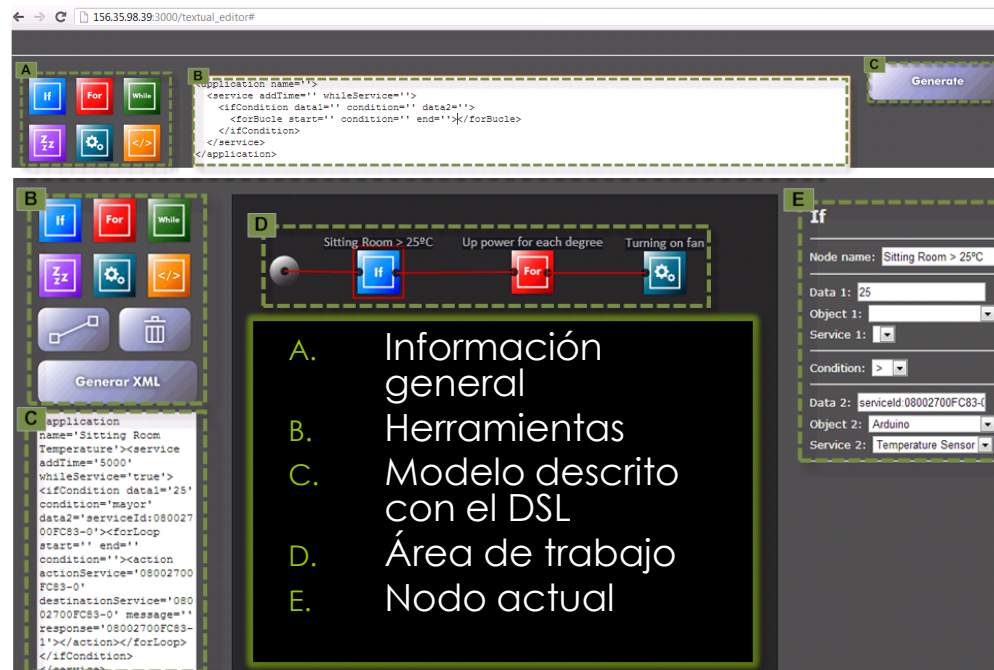 156.35.98.39:3000/textual_editor#
A
If
For
While
Zzz
</>
B
<application name=''>
<service addTime='' whileService=''>
<ifCondition data1='' condition='' data2=''>
<forBucle start='' condition='' end=''></forBucle>
</ifCondition>
</service>
</application>
C
Generate
B
If
For
While
Zzz
</>
Generar XML
C
application
name='Sitting Room
Temperature'><service
addTime='5000'
whileService='true'>
<ifCondition data1='25'
condition='mayor'
data2='serviceId:080027
00FC83-0'><forLoop
start='' end=''
condition=''><action
actionService='08002700
FC83-0'
destinationService='080
02700FC83-0' message=''
response='08002700FC83-
1'></action></forLoop>
</ifCondition>
</service>
D
Sitting Room > 25ºC
Up power for each degree
Turning on fan
If
For
A. Información
general
B. Herramientas
C. Modelo descrito
con el DSL
D. Área de trabajo
E. Nodo actual
E
If
Node name: Sitting Room > 25ºC
Data 1: 25
Object 1:
Service 1:
Condition: >
Data 2: serviceId:08002700FC83-
Object 2: Arduino
Service 2: Temperature Sensor